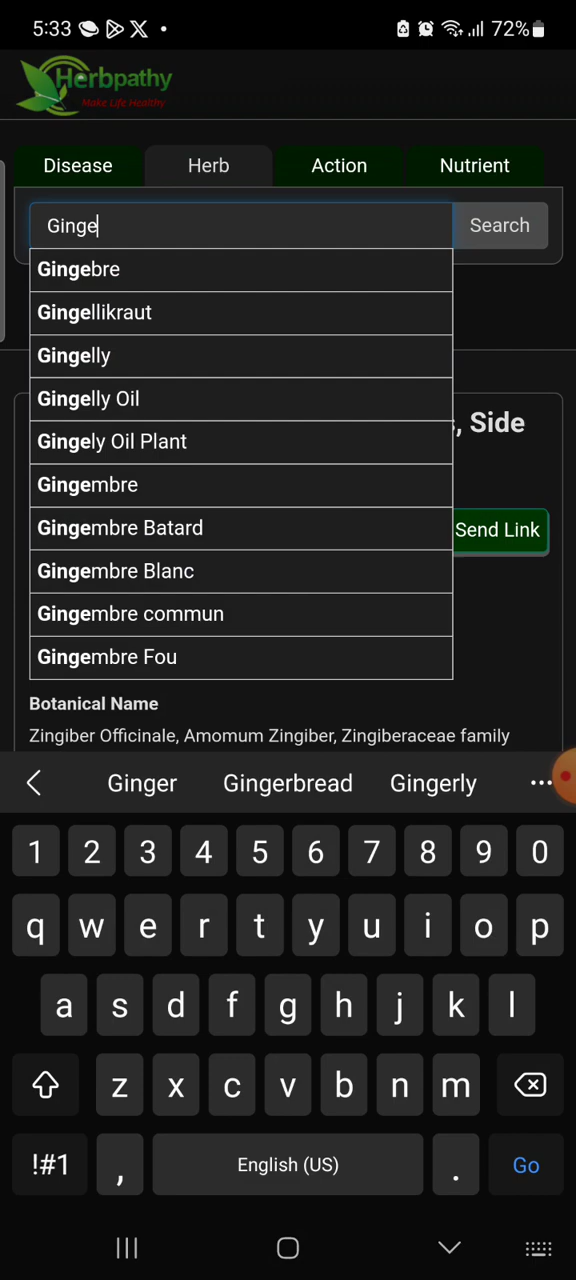 5:33
72%
Herbpathy
Make Life Healthy
Disease Herb Action Nutrient
Ginge Search
Gingebre
Gingellikraut
Gingelly
Gingelly Oil
, Side
Gingely Oil Plant
Gingembre
Gingembre Batard
Send Link
Gingembre Blanc
Gingembre commun
Gingembre Fou
Botanical Name
Zingiber Officinale, Amomum Zingiber, Zingiberaceae family
Ginger Gingerbread Gingerly ...
1 2 3 4 5 6 7 8 9 0
q w e r t y u i o p
a s d f g h j k l
z x c v b n m
!#1 , English (US) . Go